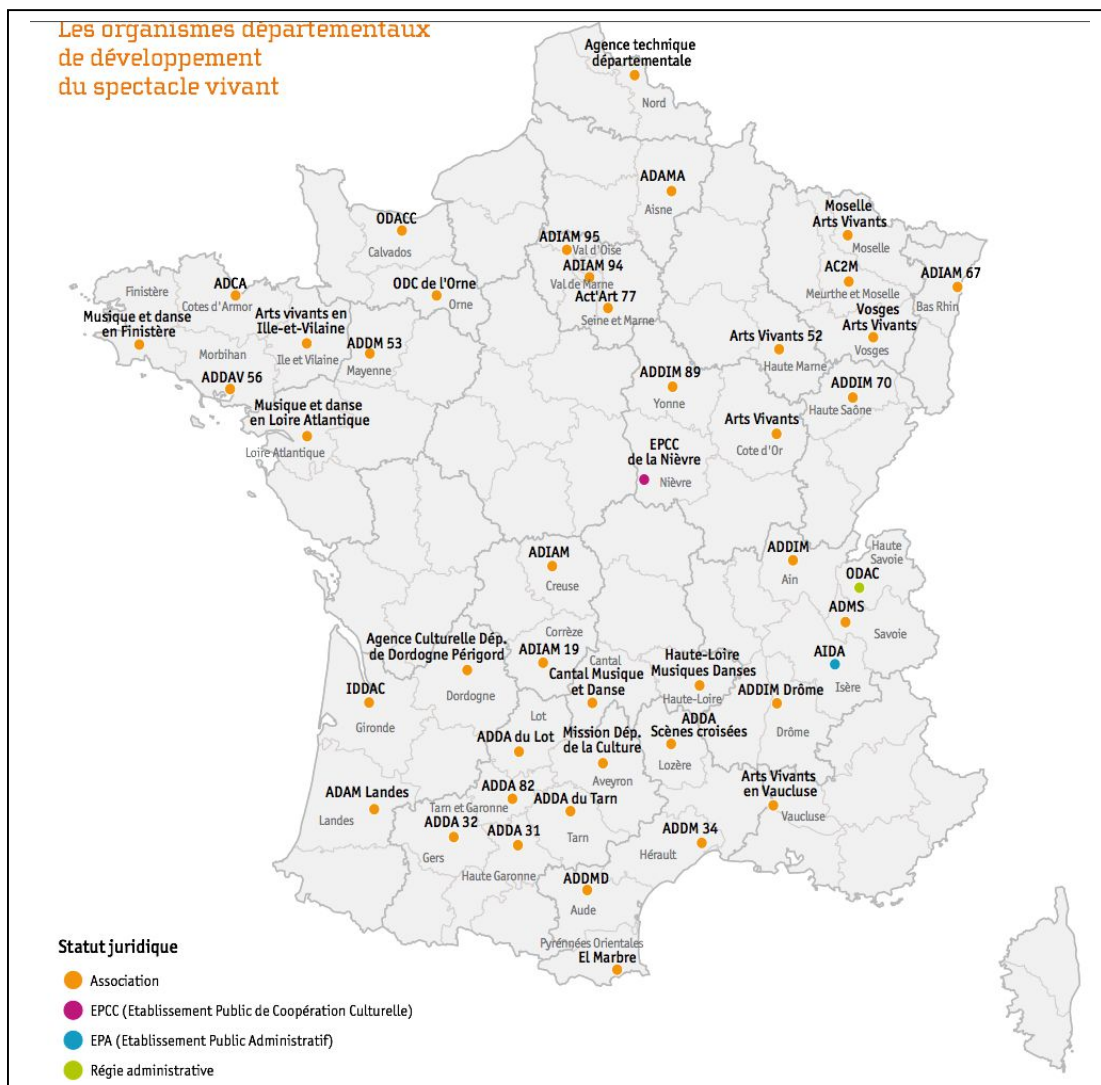 Les organismes départementaux
de développement
du spectacle vivant
Agence technique
départementale
Nord
ADAMA
Aisne
ODACC
Calvados
ADIAM 95
Val d'Oise
ADIAM 94
Val de Marne
Act'Art 77
Seine et Marne
Moselle
Arts Vivants
Moselle
AC2M
Meurthe et Moselle
ADIAM 67
Bas Rhin
Vosges
Arts Vivants
Vosges
ODC de l'Orne
Orne
Finistère
ADCA
Cotes d'Armor
Musique et danse
en Finistère
Arts vivants en
Ille-et-Vilaine
Ile et Vilaine
ADDM 53
Mayenne
Morbihan
ADDAV 56
Musique et danse
en Loire Atlantique
Loire Atlantique
Arts Vivants 52
Haute Marne
ADDIM 89
Yonne
ADDIM 70
Haute Saône
Arts Vivants
Cote d'Or
EPCC
de la Nièvre
Nièvre
ADIAM
Creuse
ADDIM
Ain
Haute
Savoie
ODAC
ADMS
Savoie
AIDA
Isère
Corrèze
ADIAM 19
Agence Culturelle Dép.
de Dordogne Périgord
Dordogne
Cantal
Cantal Musique
et Danse
Haute-Loire
Musiques Danses
Haute-Loire
ADDIM Drôme
Drôme
IDDAC
Gironde
Lot
ADDA du Lot
Mission Dép.
de la Culture
Aveyron
ADDA
Scènes croisées
Lozère
Arts Vivants
en Vaucluse
Vaucluse
ADAM Landes
Landes
ADDA 82
Tarn et Garonne
ADDA du Tarn
Tarn
ADDA 32
Gers
ADDA 31
Haute Garonne
ADDM 34
Hérault
ADDMD
Aude
Pyrénnées Orientales
El Marbre
Statut juridique
Association
EPCC (Etablissement Public de Coopération Culturelle)
EPA (Etablissement Public Administratif)
Régie administrative